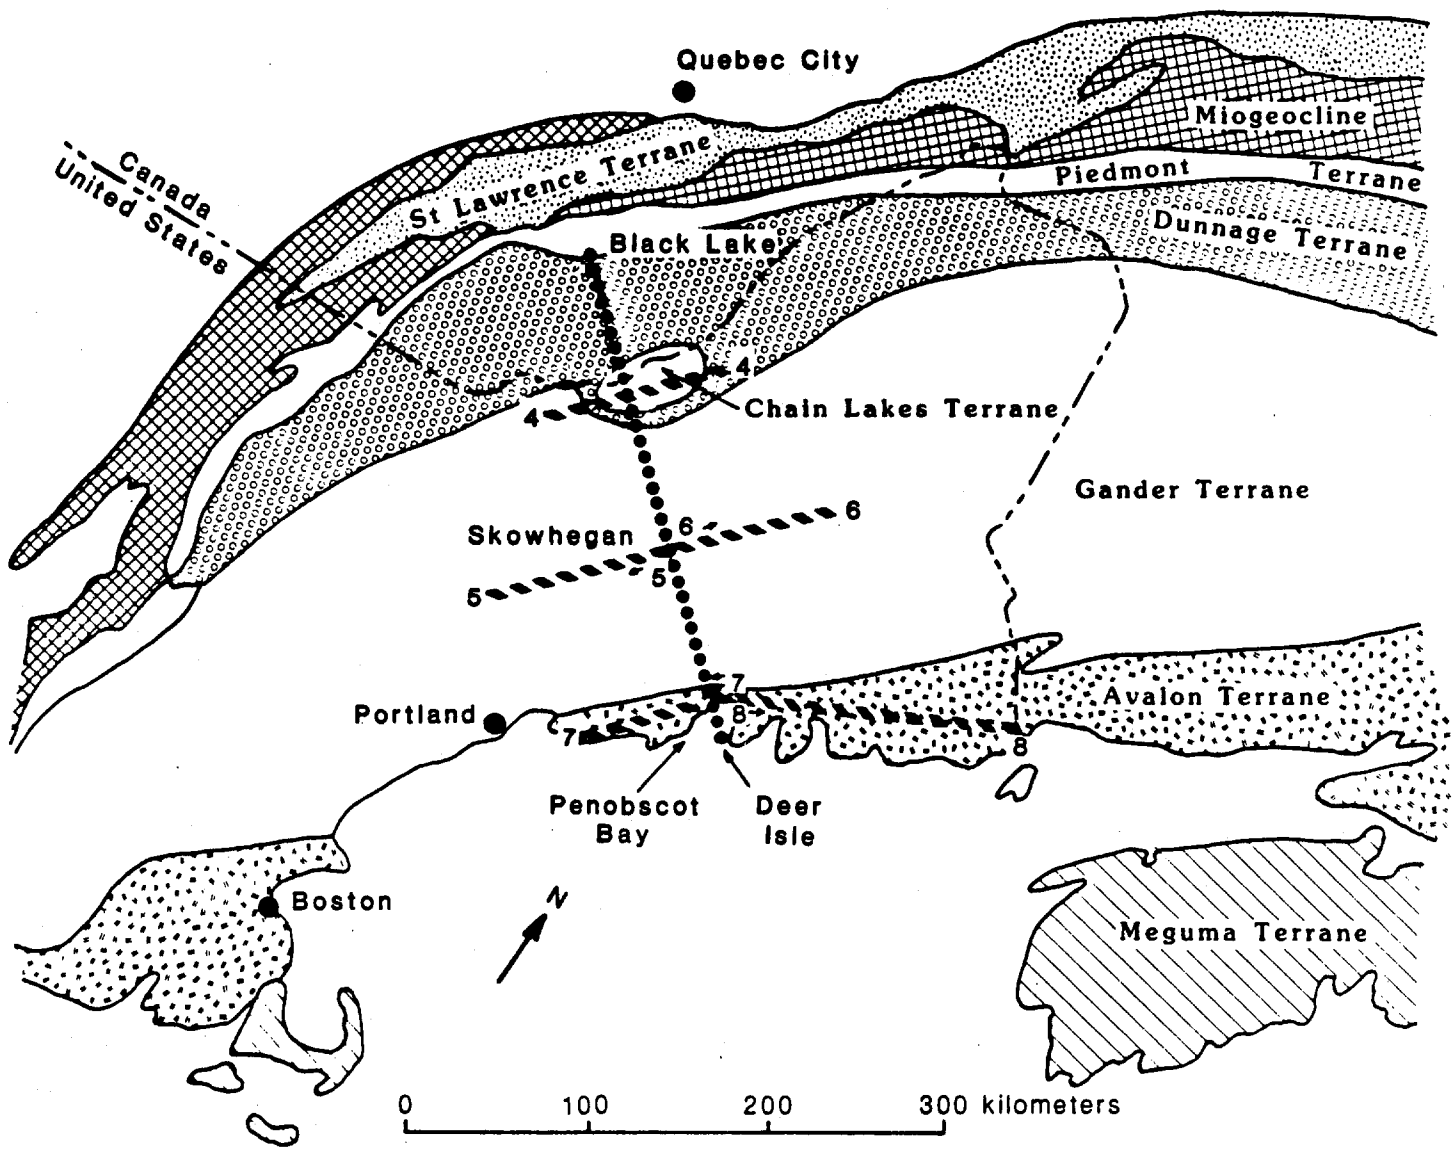 Quebec City
Miogeocline
Canada
United States
St Lawrence Terrane
Piedmont Terrane
Dunnage Terrane
Black Lake
4
4
Chain Lakes Terrane
Gander Terrane
6
6
Skowhegan
5
5
7
Avalon Terrane
Portland
8
7
8
Penobscot
Bay
Deer
Isle
N
Boston
Meguma Terrane
0 100 200 300 kilometers